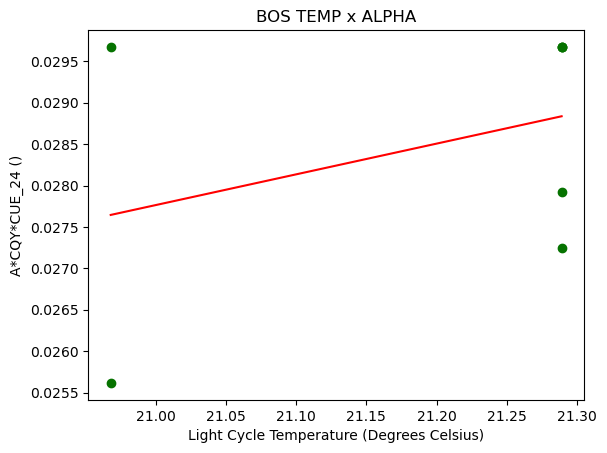 BOS TEMP x ALPHA
A*CQY*CUE_24 ()
0.0295
0.0290
0.0285
0.0280
0.0275
0.0270
0.0265
0.0260
0.0255
21.00 21.05 21.10 21.15 21.20 21.25 21.30
Light Cycle Temperature (Degrees Celsius)